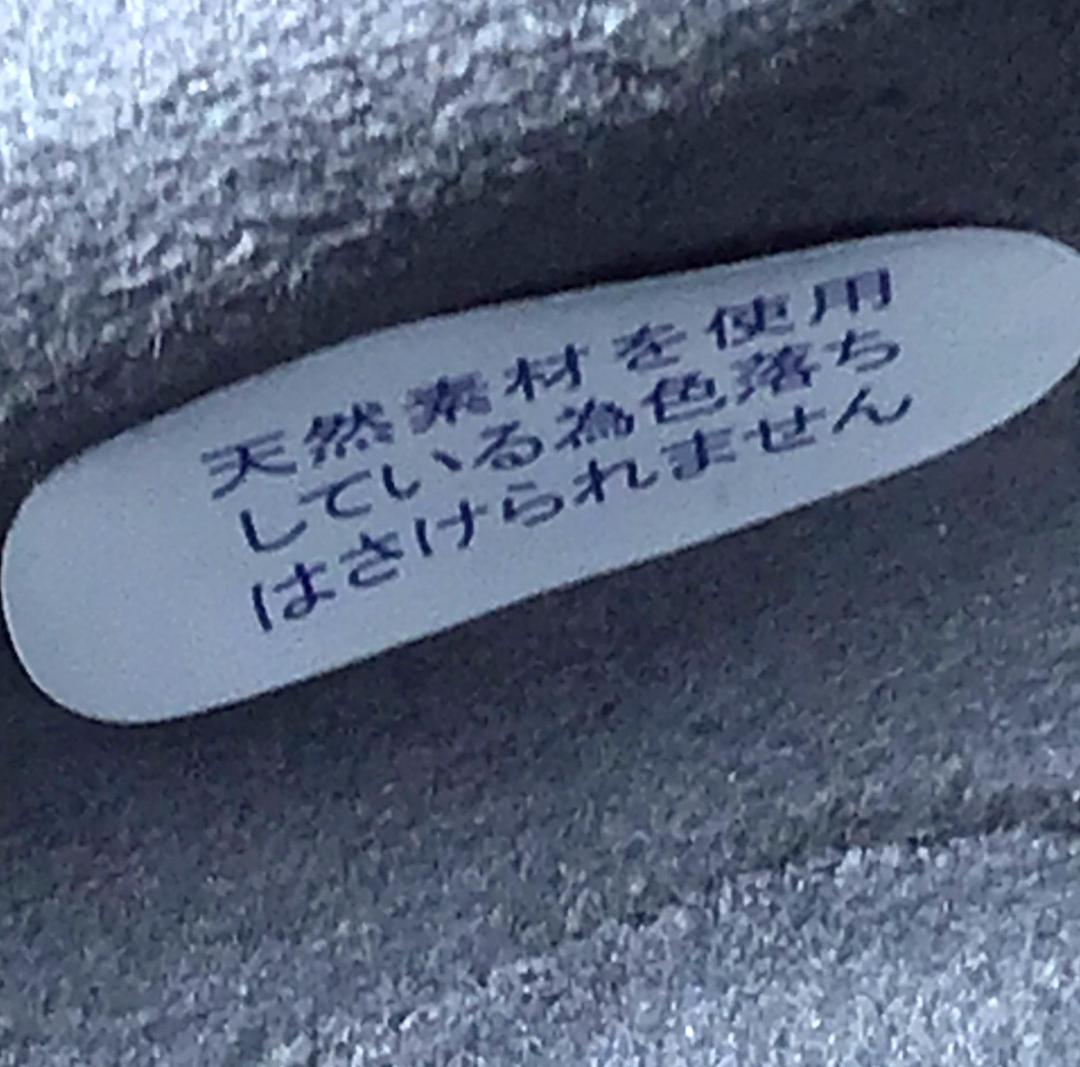 天然素材を使用
している為色落ち
はさけられません